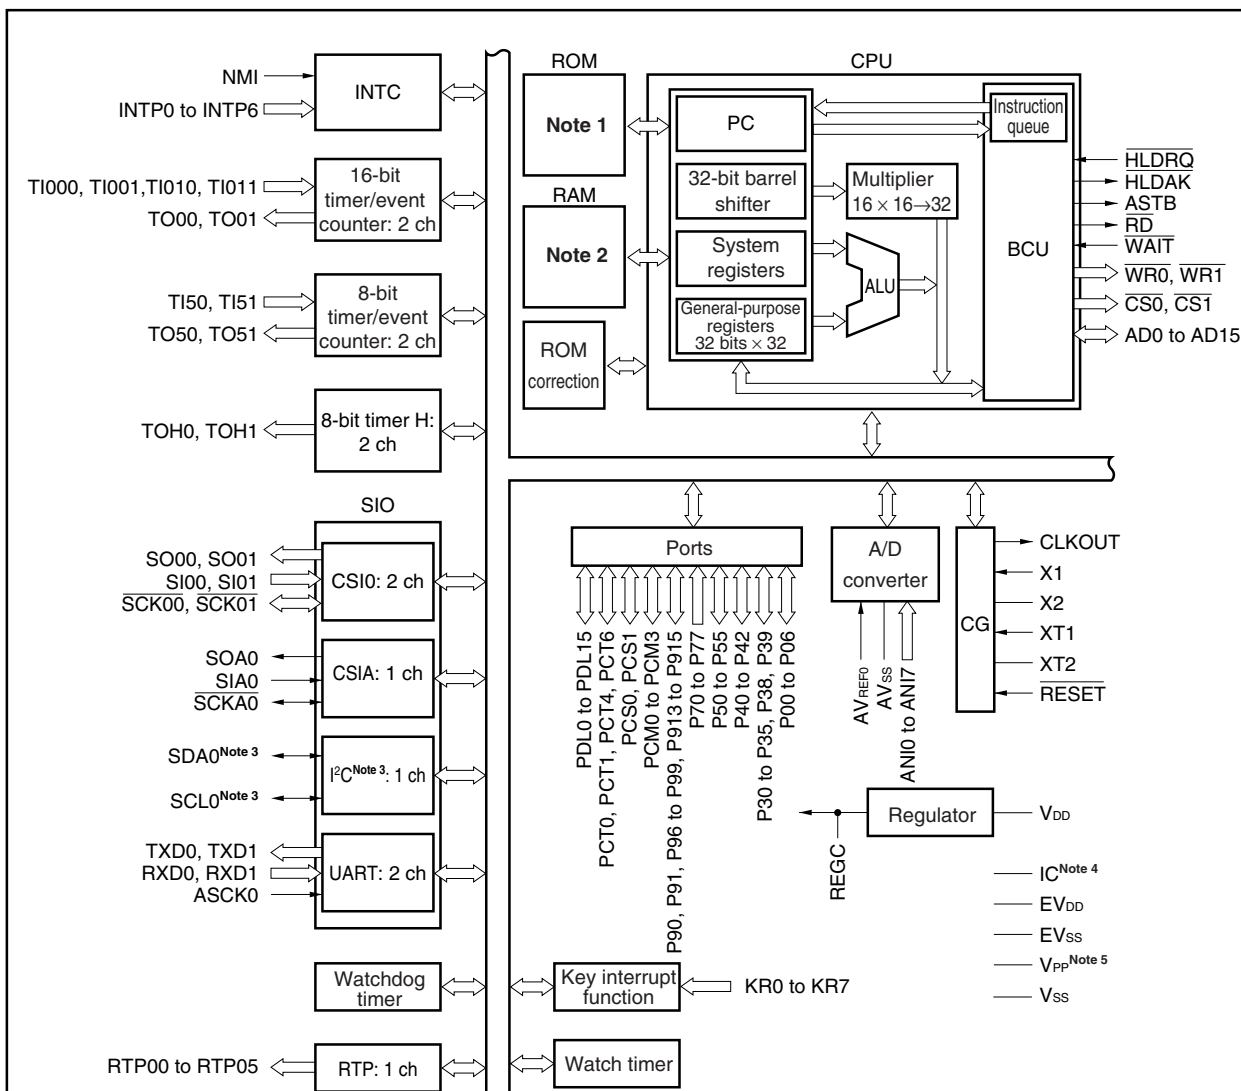 NMI
INTP0 to INTP6
INTC
TI000, TI001,TI010, TI011
TO00, TO01
16-bit
timer/event
counter: 2 ch
TI50, TI51
TO50, TO51
8-bit
timer/event
counter: 2 ch
TOH0, TOH1
8-bit timer H:
2 ch
SIO
SO00, SO01
SI00, SI01
SCK00, SCK01
CSI0: 2 ch
SOA0
SIA0
SCKA0
CSIA: 1 ch
SDA0Note 3
SCL0Note 3
I²CNote 3: 1 ch
TXD0, TXD1
RXD0, RXD1
ASCK0
UART: 2 ch
Watchdog
timer
RTP00 to RTP05
RTP: 1 ch
ROM
Note 1
RAM
Note 2
ROM
correction
CPU
PC
32-bit barrel
shifter
System
registers
General-purpose
registers
32 bits × 32
Multiplier
16 × 16→32
ALU
Instruction
queue
BCU
HLDRQ
HLDAK
ASTB
RD
WAIT
WR0, WR1
CS0, CS1
AD0 to AD15
Ports
PDL0 to PDL15
PCT0, PCT1, PCT4, PCT6
PCS0, PCS1
PCM0 to PCM3
P90, P91, P96 to P99, P913 to P915
P70 to P77
P50 to P55
P40 to P42
P30 to P35, P38, P39
P00 to P06
A/D
converter
AVREF0
AVSS
ANI0 to ANI7
CG
CLKOUT
X1
X2
XT1
XT2
RESET
Regulator
VDD
REGC
ICNote 4
EVDD
EVSS
VPPNote 5
VSS
Key interrupt
function
KR0 to KR7
Watch timer